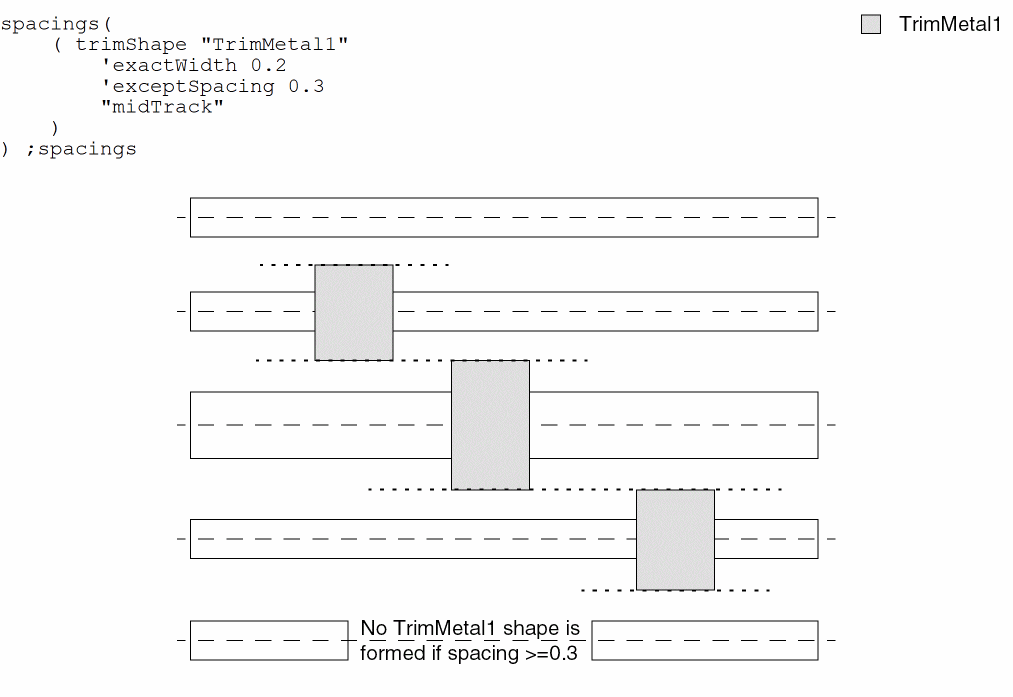 spacings(
( trimShape "TrimMetal1"
'exactWidth 0.2
'exceptSpacing 0.3
"midTrack"
)
) ;spacings
TrimMetal1
No TrimMetal1 shape is
formed if spacing >=0.3